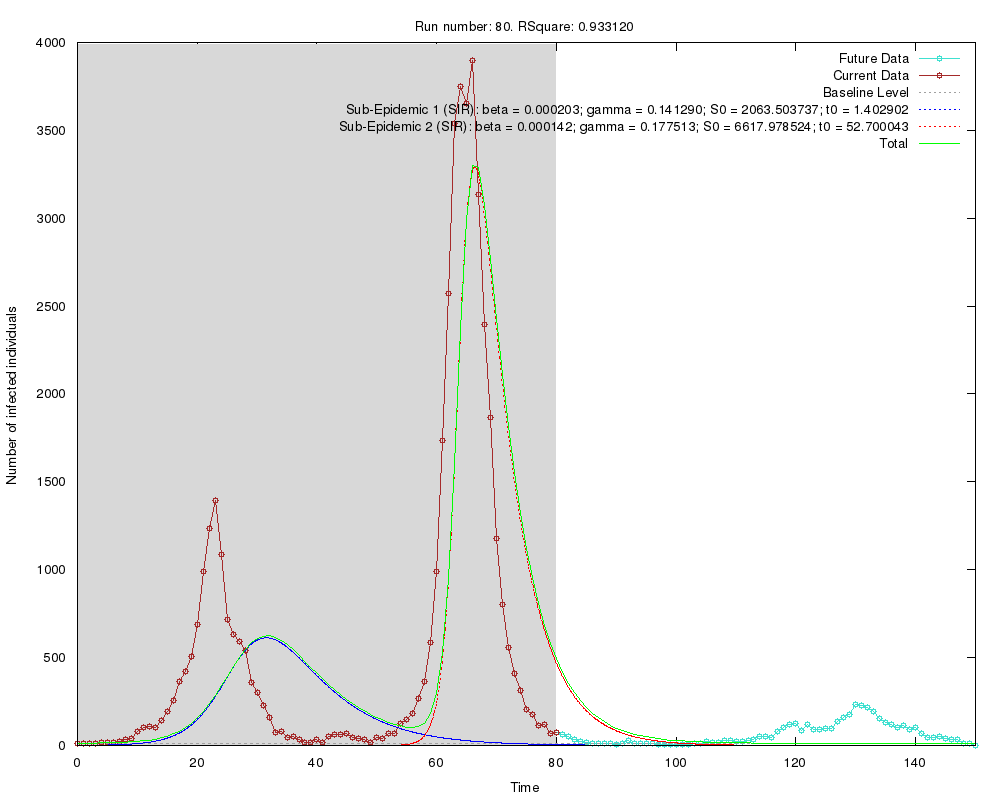 Run number: 80. RSquare: 0.933120
4000
3500
3000
2500
2000
1500
1000
500
0
Number of infected individuals
Future Data
Current Data
Baseline Level
Sub-Epidemic 1 (SIR): beta = 0.000203; gamma = 0.141290; S0 = 2063.503737; t0 = 1.402902
Sub-Epidemic 2 (SIR): beta = 0.000142; gamma = 0.177513; S0 = 6617.978524; t0 = 52.700043
Total
0 20 40 60 80 100 120 140
Time